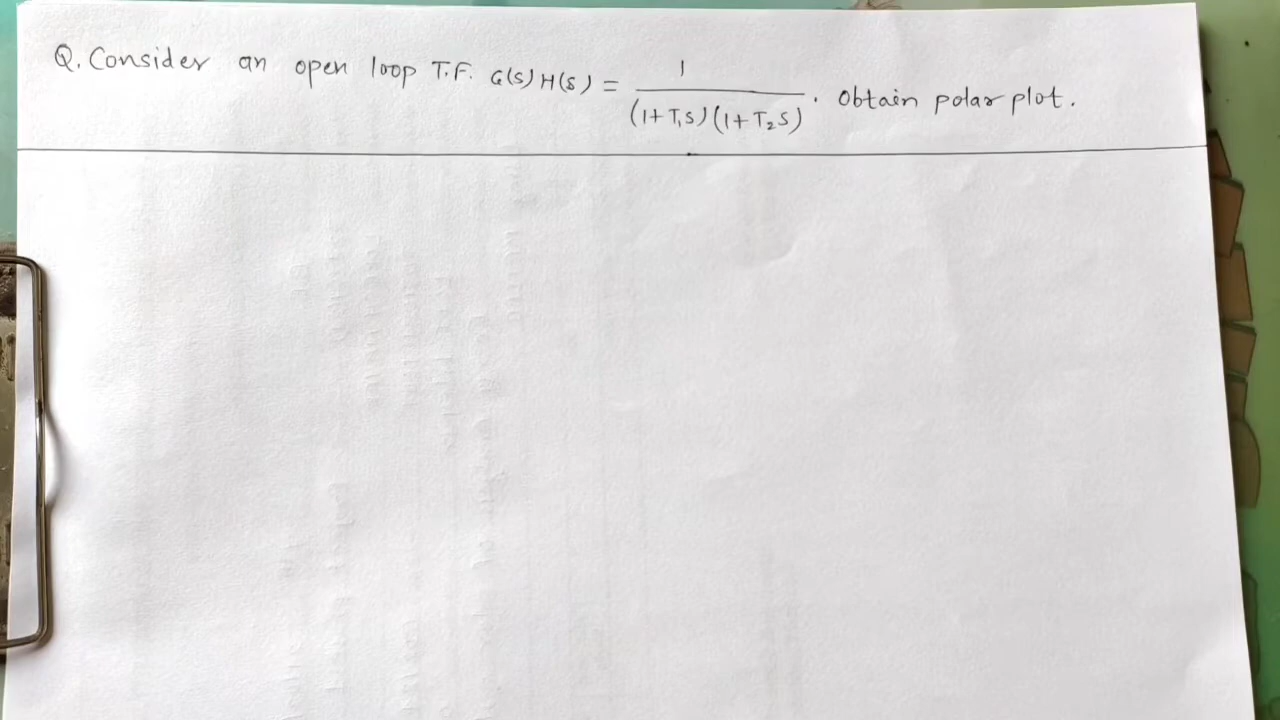 Q. Consider an open loop T.F. G(s) H(s) = 1 / (1+T₁s)(1+T₂s). Obtain polar plot.